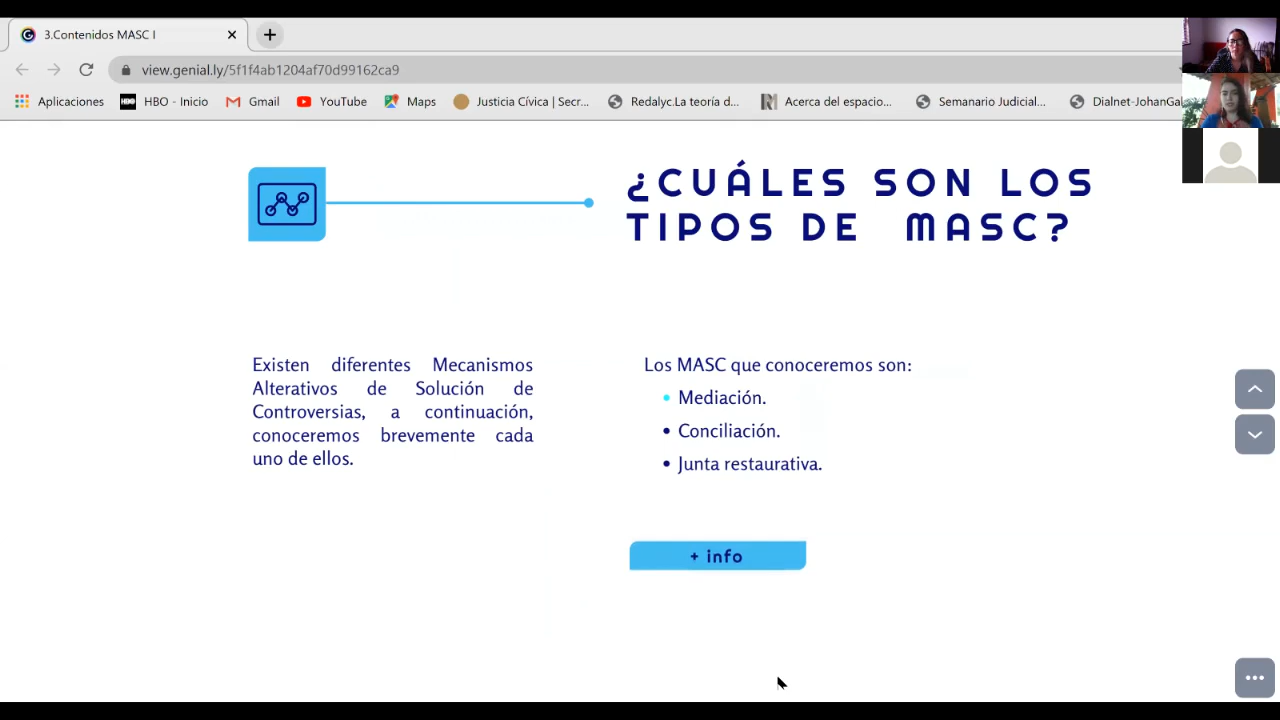 3.Contenidos MASC I
view.genial.ly/5f1f4ab1204af70d99162ca9
Aplicaciones HBO - Inicio Gmail YouTube Maps Justicia Cívica | Secr... Redalyc.La teoría d... Acerca del espacio... Semanario Judicial... Dialnet-JohanGal
¿CUÁLES SON LOS
TIPOS DE MASC?
Existen diferentes Mecanismos
Alterativos de Solución de
Controversias, a continuación,
conoceremos brevemente cada
uno de ellos.
Los MASC que conoceremos son:
• Mediación.
• Conciliación.
• Junta restaurativa.
+ info